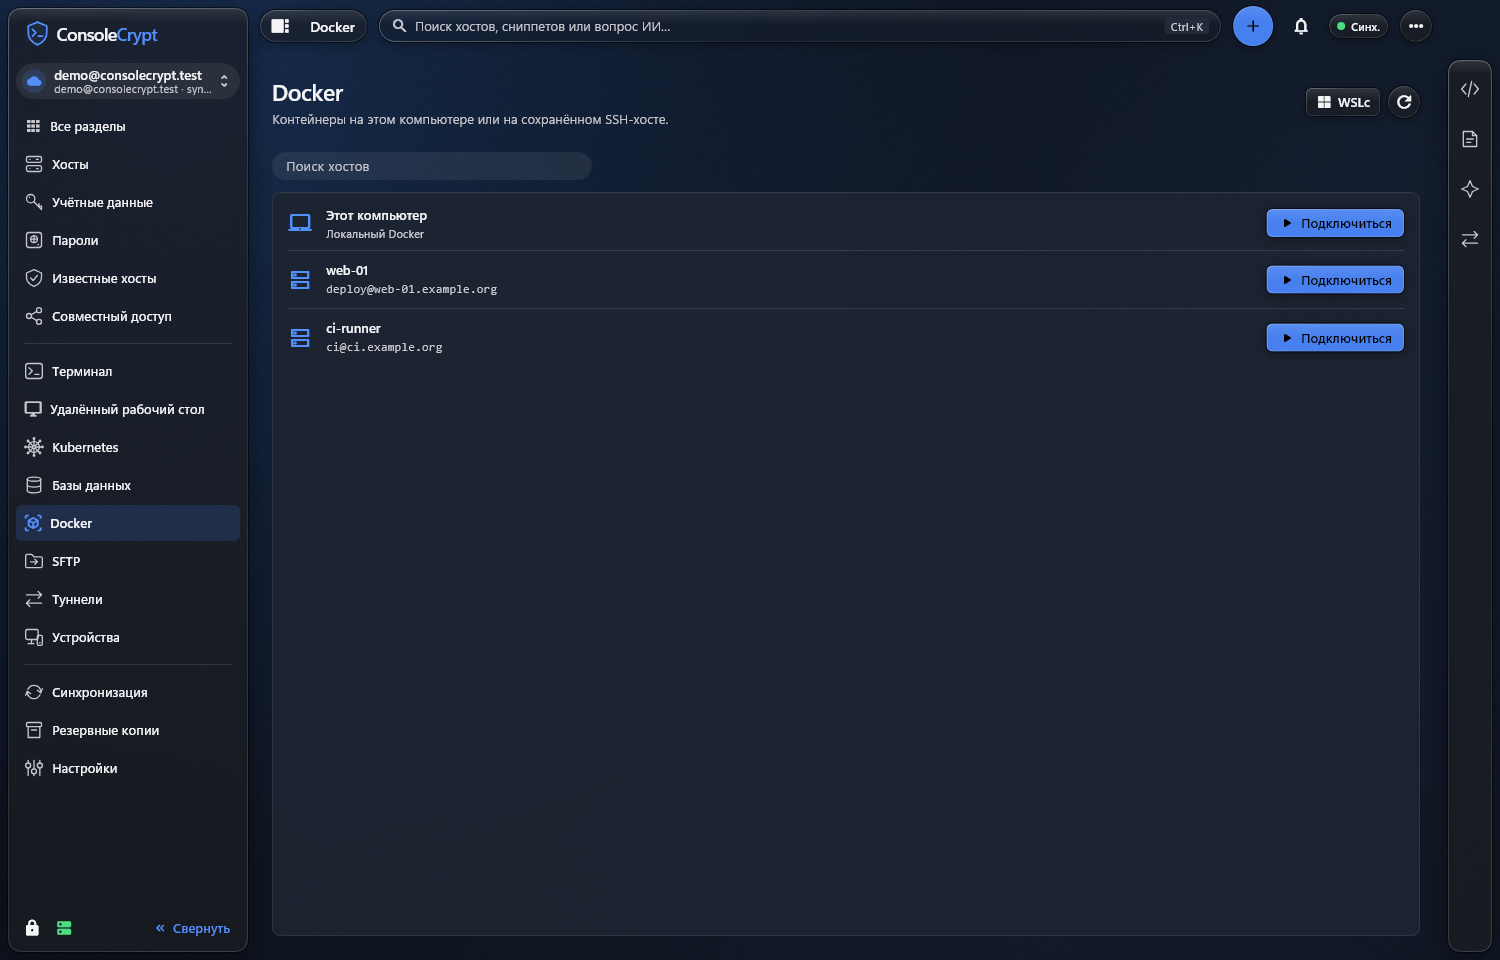 ConsoleCrypt
demo@consolecrypt.test
demo@consolecrypt.test · syn...
Все разделы
Хосты
Учётные данные
Пароли
Известные хосты
Совместный доступ
Терминал
Удалённый рабочий стол
Kubernetes
Базы данных
Docker
SFTP
Туннели
Устройства
Синхронизация
Резервные копии
Настройки
« Свернуть
Docker
Поиск хостов, сниппетов или вопрос ИИ...
Ctrl+K
Синх.
Docker
Контейнеры на этом компьютере или на сохранённом SSH-хосте.
WSLc
Поиск хостов
Этот компьютер
Локальный Docker
Подключиться
web-01
deploy@web-01.example.org
Подключиться
ci-runner
ci@ci.example.org
Подключиться